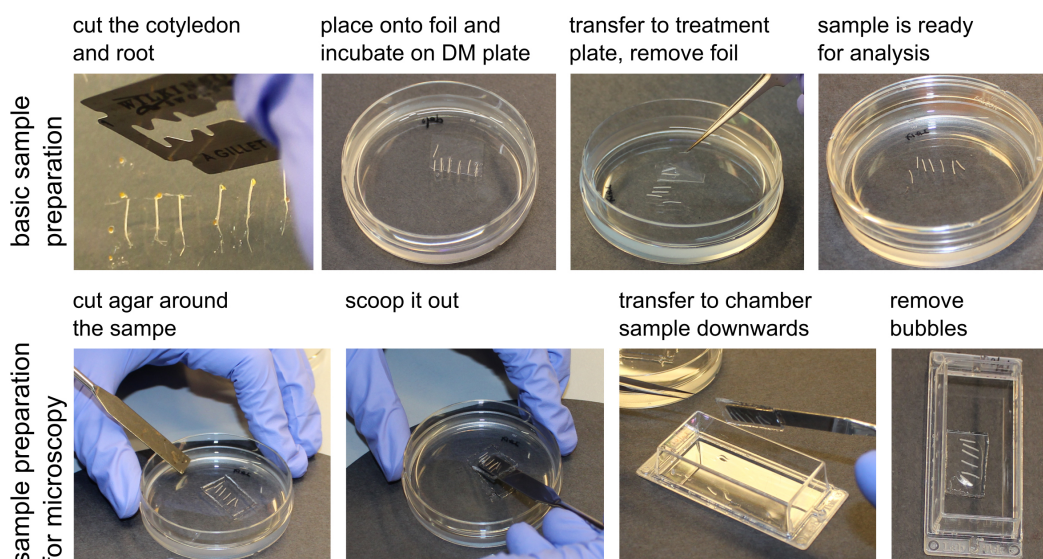 cut the cotyledon
and root
place onto foil and
incubate on DM plate
transfer to treatment
plate, remove foil
sample is ready
for analysis
basic sample
preparation
WILKINSON
A GILLET
cut agar around
the sampe
scoop it out
transfer to chamber
sample downwards
remove
bubbles
sample preparation
for microscopy